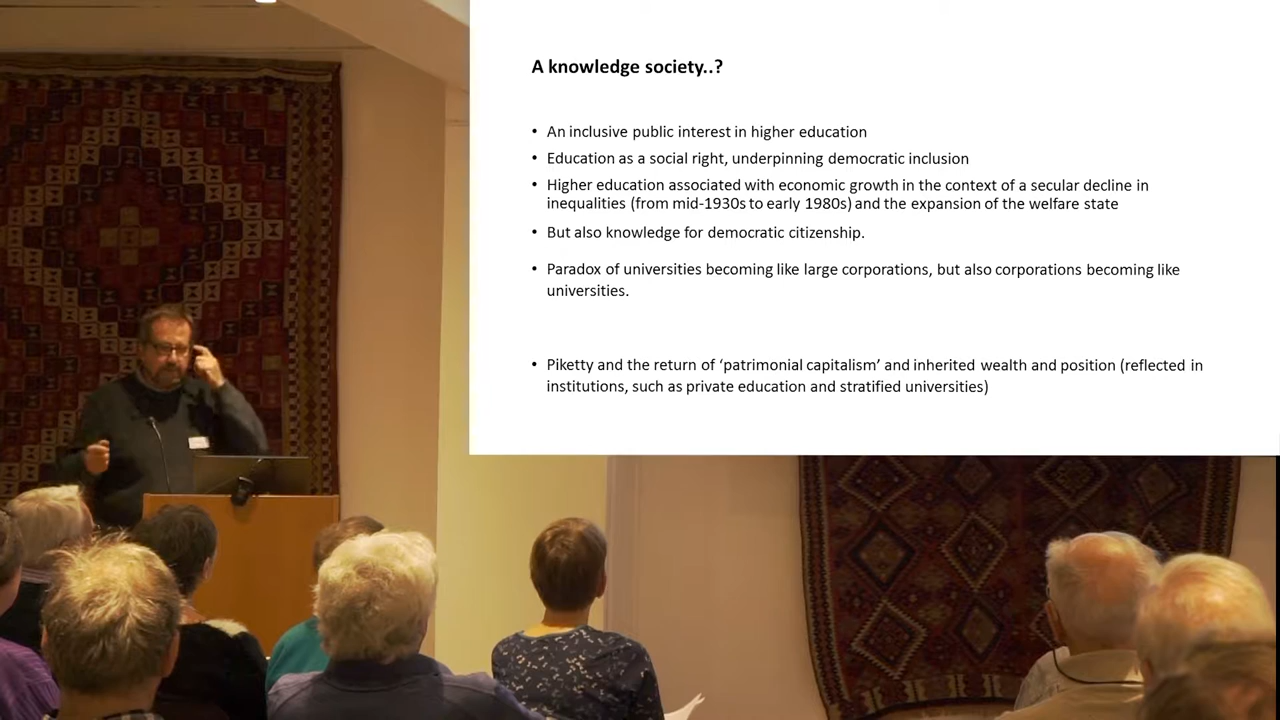 A knowledge society..?
• An inclusive public interest in higher education
• Education as a social right, underpinning democratic inclusion
• Higher education associated with economic growth in the context of a secular decline in
inequalities (from mid-1930s to early 1980s) and the expansion of the welfare state
• But also knowledge for democratic citizenship.
• Paradox of universities becoming like large corporations, but also corporations becoming like
universities.
• Piketty and the return of ‘patrimonial capitalism’ and inherited wealth and position (reflected in
institutions, such as private education and stratified universities)